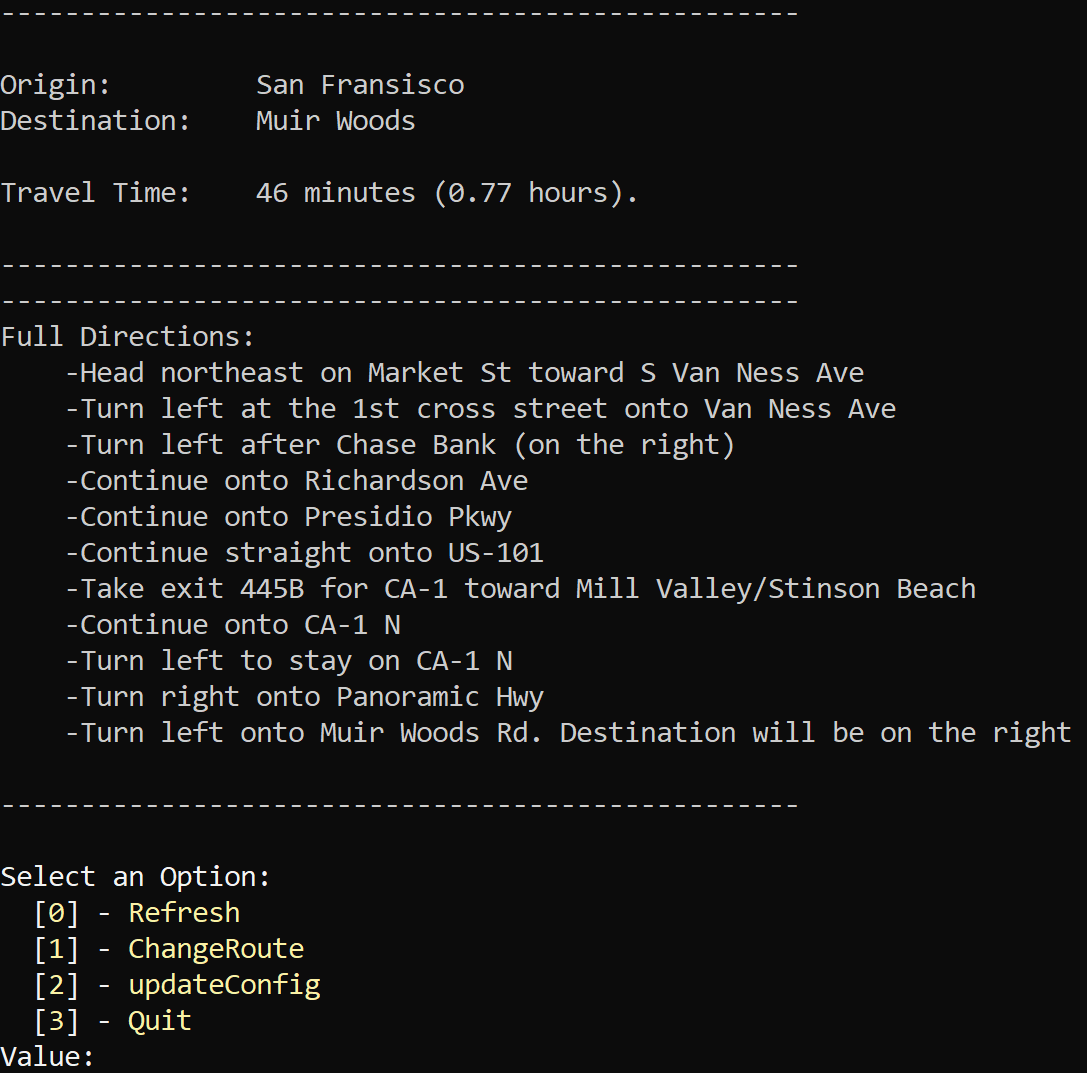 --------------------------------------------------
Origin:         San Fransisco
Destination:    Muir Woods
Travel Time:    46 minutes (0.77 hours).
--------------------------------------------------
--------------------------------------------------
Full Directions:
    -Head northeast on Market St toward S Van Ness Ave
    -Turn left at the 1st cross street onto Van Ness Ave
    -Turn left after Chase Bank (on the right)
    -Continue onto Richardson Ave
    -Continue onto Presidio Pkwy
    -Continue straight onto US-101
    -Take exit 445B for CA-1 toward Mill Valley/Stinson Beach
    -Continue onto CA-1 N
    -Turn left to stay on CA-1 N
    -Turn right onto Panoramic Hwy
    -Turn left onto Muir Woods Rd. Destination will be on the right
--------------------------------------------------
Select an Option:
  [0] - Refresh
  [1] - ChangeRoute
  [2] - updateConfig
  [3] - Quit
Value: